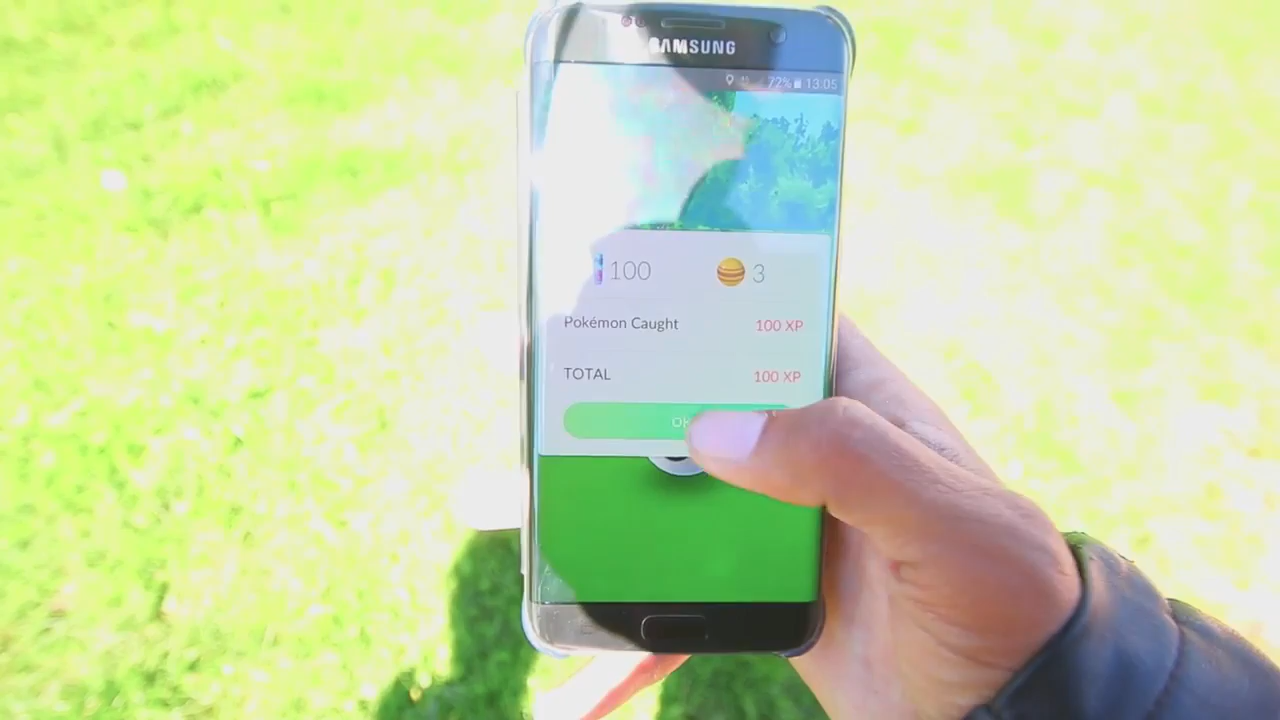 SAMSUNG
72% 13:05
100 3
Pokémon Caught 100 XP
TOTAL 100 XP